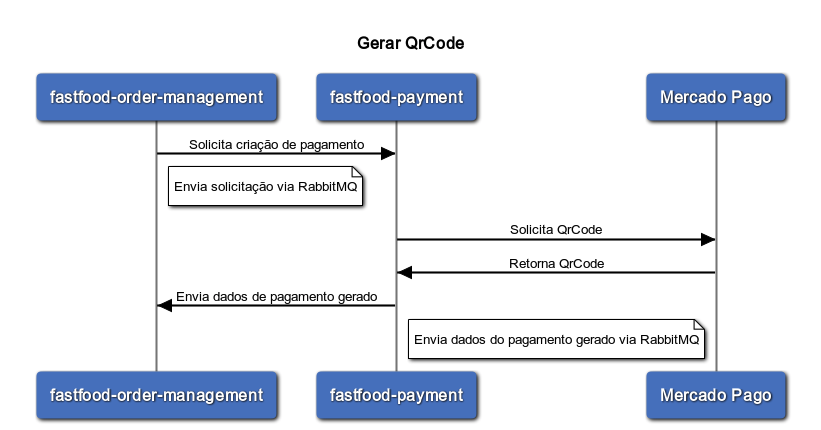 Gerar QrCode
fastfood-order-management
fastfood-payment
Mercado Pago
Solicita criação de pagamento
Envia solicitação via RabbitMQ
Solicita QrCode
Retorna QrCode
Envia dados de pagamento gerado
Envia dados do pagamento gerado via RabbitMQ
fastfood-order-management
fastfood-payment
Mercado Pago